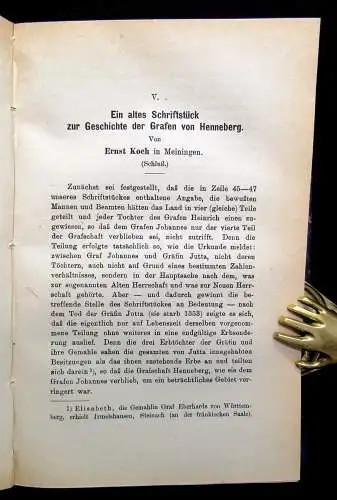 V.
Ein altes Schriftstück
zur Geschichte der Grafen von Henneberg.
Von
Ernst Koch in Meiningen.
(Schluß.)
Zunächst sei festgestellt, daß die in Zeile 45—47
unseres Schriftstückes enthaltene Angabe, die bewußten
Mannen und Beamten hätten das Land in vier (gleiche) Teile
geteilt und jeder Tochter des Grafen Heinrich einen zuge-
wiesen, so daß dem Grafen Johannes nur der vierte Teil
der Grafschaft verblieben sei, nicht zutrifft. Denn die
Teilung erfolgte tatsächlich so, wie die Urkunde meldet:
zwischen Graf Johannes und Gräfin Jutta, nicht deren
Töchtern, auch nicht auf Grund eines bestimmten Zahlen-
verhältnisses, sondern in der Hauptsache nach dem, was
zur sogenannten Alten Herrschaft und was zur Neuen Herr-
schaft gehörte. Aber — und dadurch gewinnt die be-
treffende Stelle des Schriftstückes an Bedeutung — nach
dem Tod der Gräfin Jutta (sie starb 1353) zeigte es sich,
daß die eigentlich nur auf Lebenszeit derselben vorgenom-
mene Teilung ohne weiteres in eine endgültige Erbsonde-
rung auslief. Denn die drei Erbtöchter der Gräfin und
ihre Gemahle sahen die gesamten von Jutta innegehabten
Besitzungen als das ihnen zustehende Erbe an und teilten
sich darein ¹), so daß die Grafschaft Henneberg, wie ein dem
Grafen Johannes verblieb, um ein beträchtliches Gebiet ver-
ringert war.
1) Elisabeth, die Gemahlin Graf Eberhards von Württem-
berg, erhielt Irmelshausen, Steinach (an der fränkischen Saale).